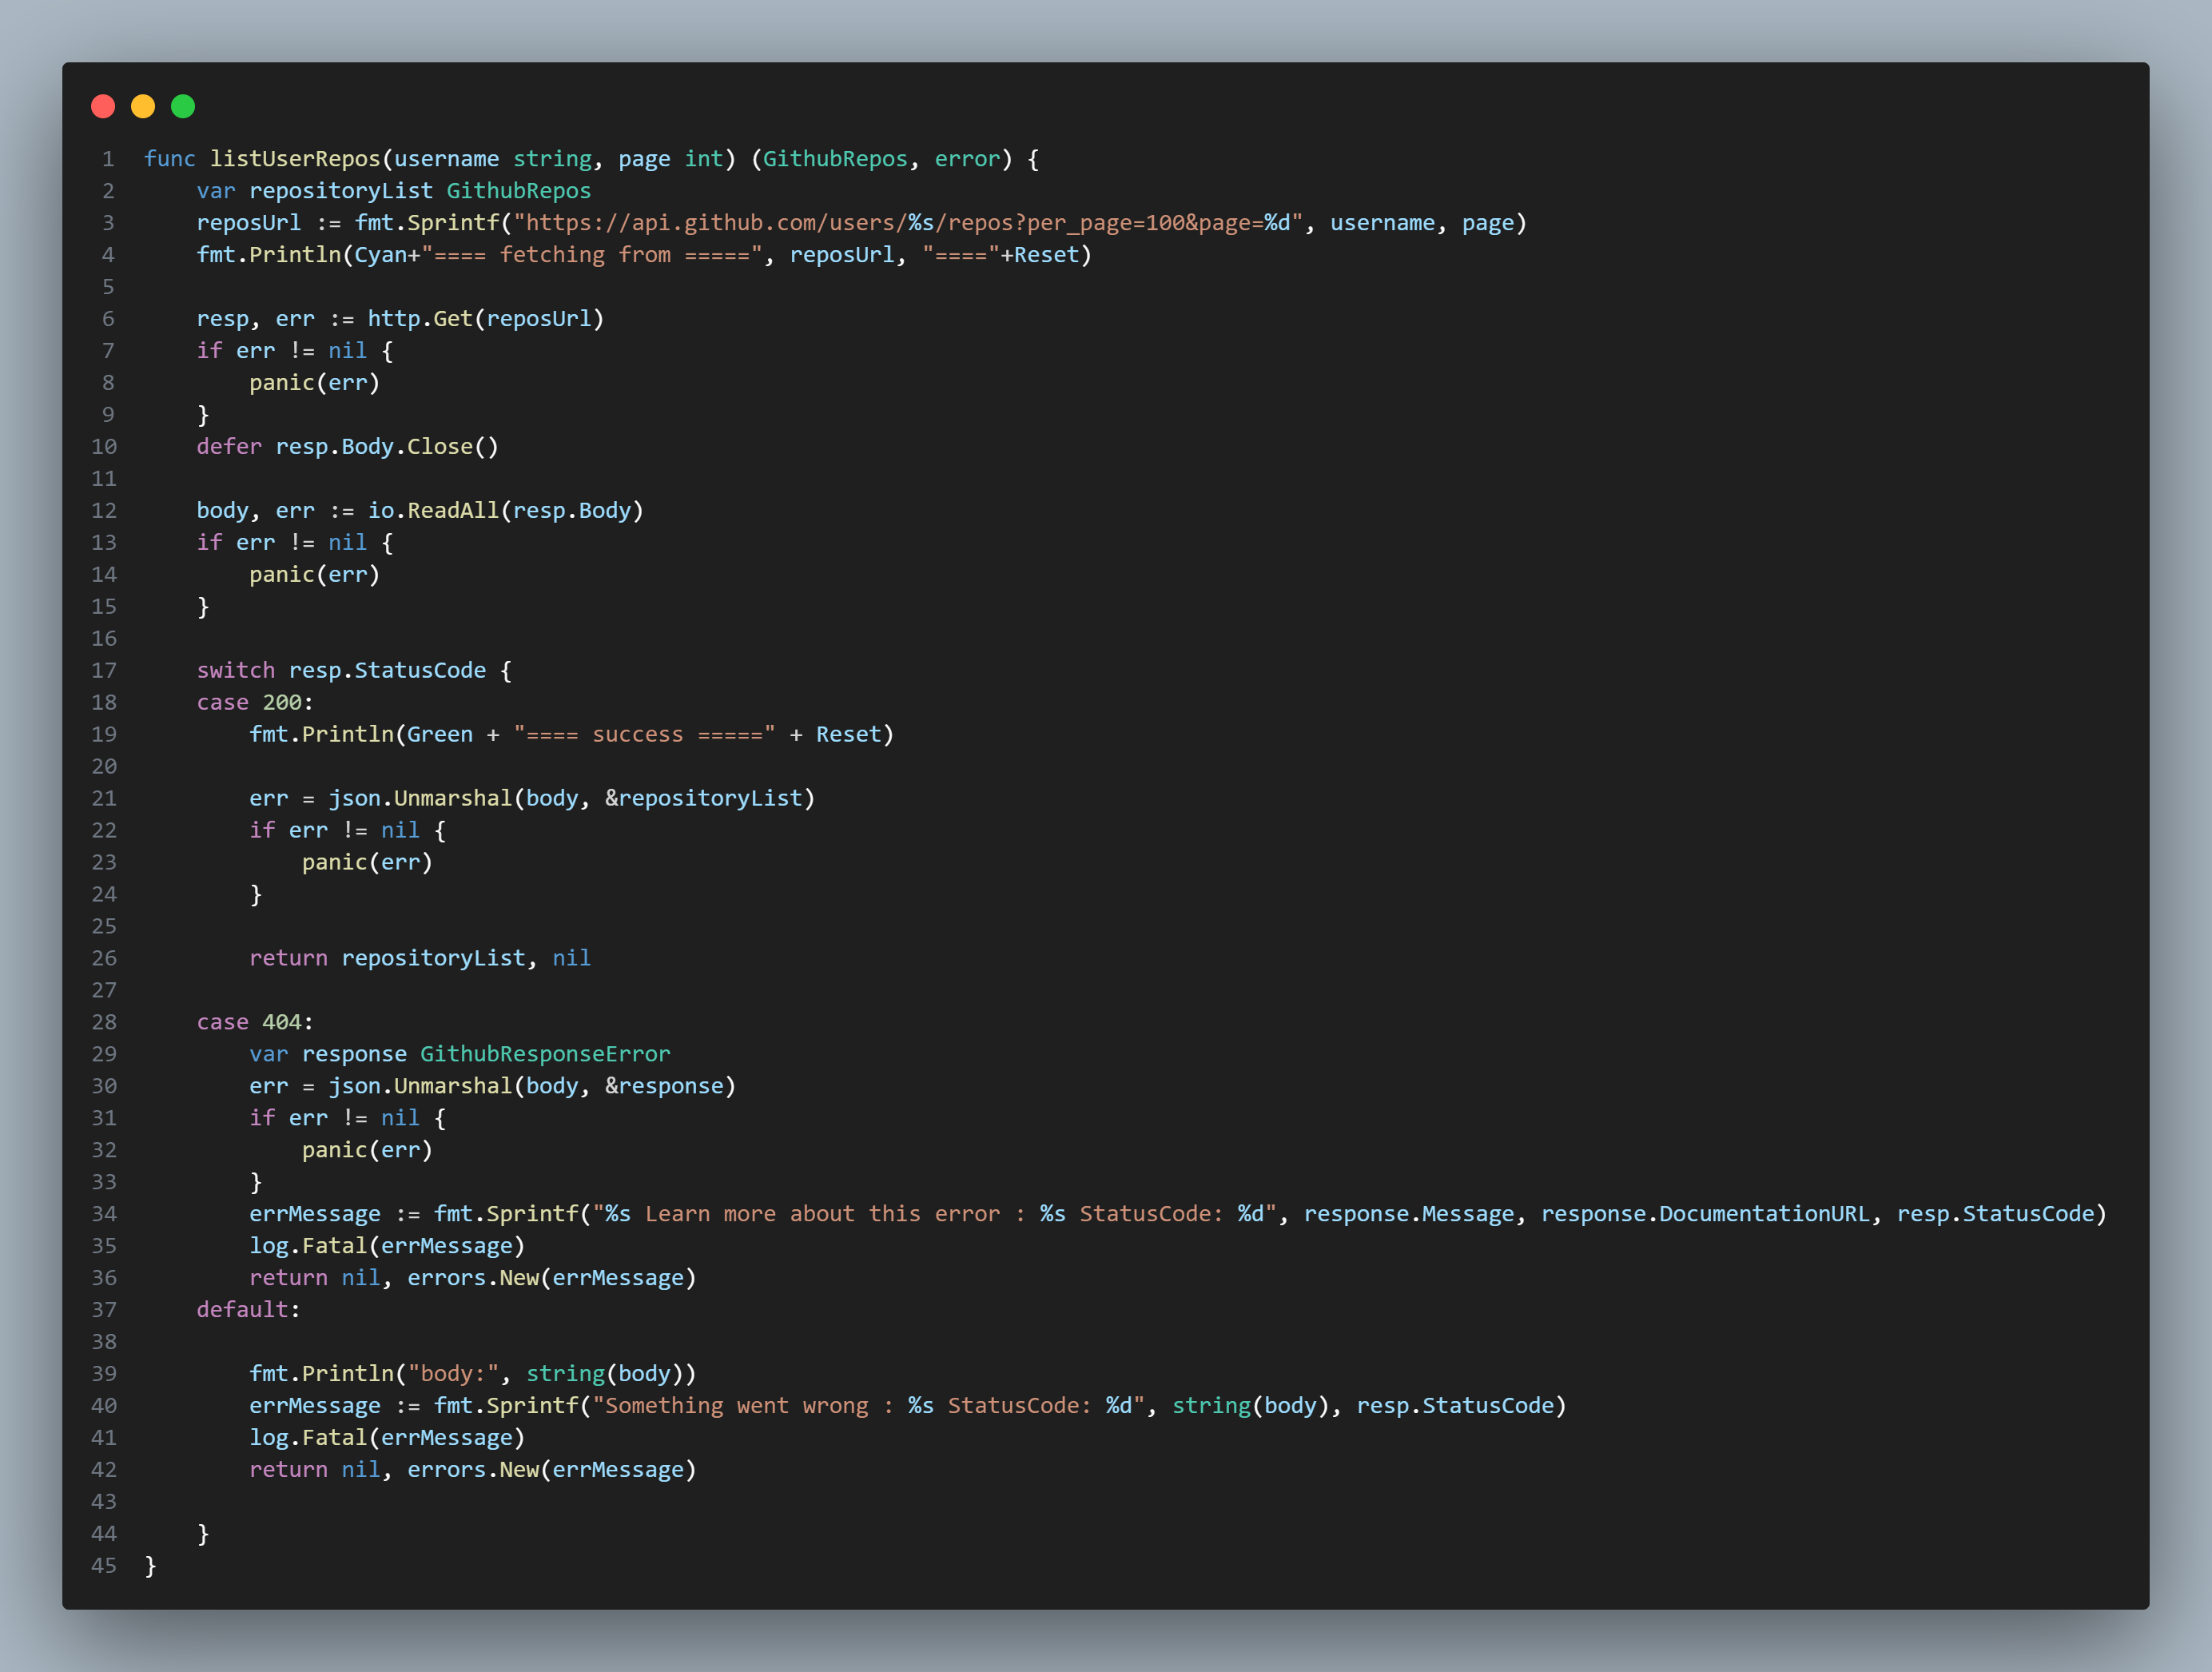 1 func listUserRepos(username string, page int) (GithubRepos, error) {
2     var repositoryList GithubRepos
3     reposUrl := fmt.Sprintf("https://api.github.com/users/%s/repos?per_page=100&page=%d", username, page)
4     fmt.Println(Cyan+"==== fetching from =====", reposUrl, "===="+Reset)
5
6     resp, err := http.Get(reposUrl)
7     if err != nil {
8         panic(err)
9     }
10     defer resp.Body.Close()
11
12     body, err := io.ReadAll(resp.Body)
13     if err != nil {
14         panic(err)
15     }
16
17     switch resp.StatusCode {
18     case 200:
19         fmt.Println(Green + "==== success =====" + Reset)
20
21         err = json.Unmarshal(body, &repositoryList)
22         if err != nil {
23             panic(err)
24         }
25
26         return repositoryList, nil
27
28     case 404:
29         var response GithubResponseError
30         err = json.Unmarshal(body, &response)
31         if err != nil {
32             panic(err)
33         }
34         errMessage := fmt.Sprintf("%s Learn more about this error : %s StatusCode: %d", response.Message, response.DocumentationURL, resp.StatusCode)
35         log.Fatal(errMessage)
36         return nil, errors.New(errMessage)
37     default:
38
39         fmt.Println("body:", string(body))
40         errMessage := fmt.Sprintf("Something went wrong : %s StatusCode: %d", string(body), resp.StatusCode)
41         log.Fatal(errMessage)
42         return nil, errors.New(errMessage)
43
44     }
45 }